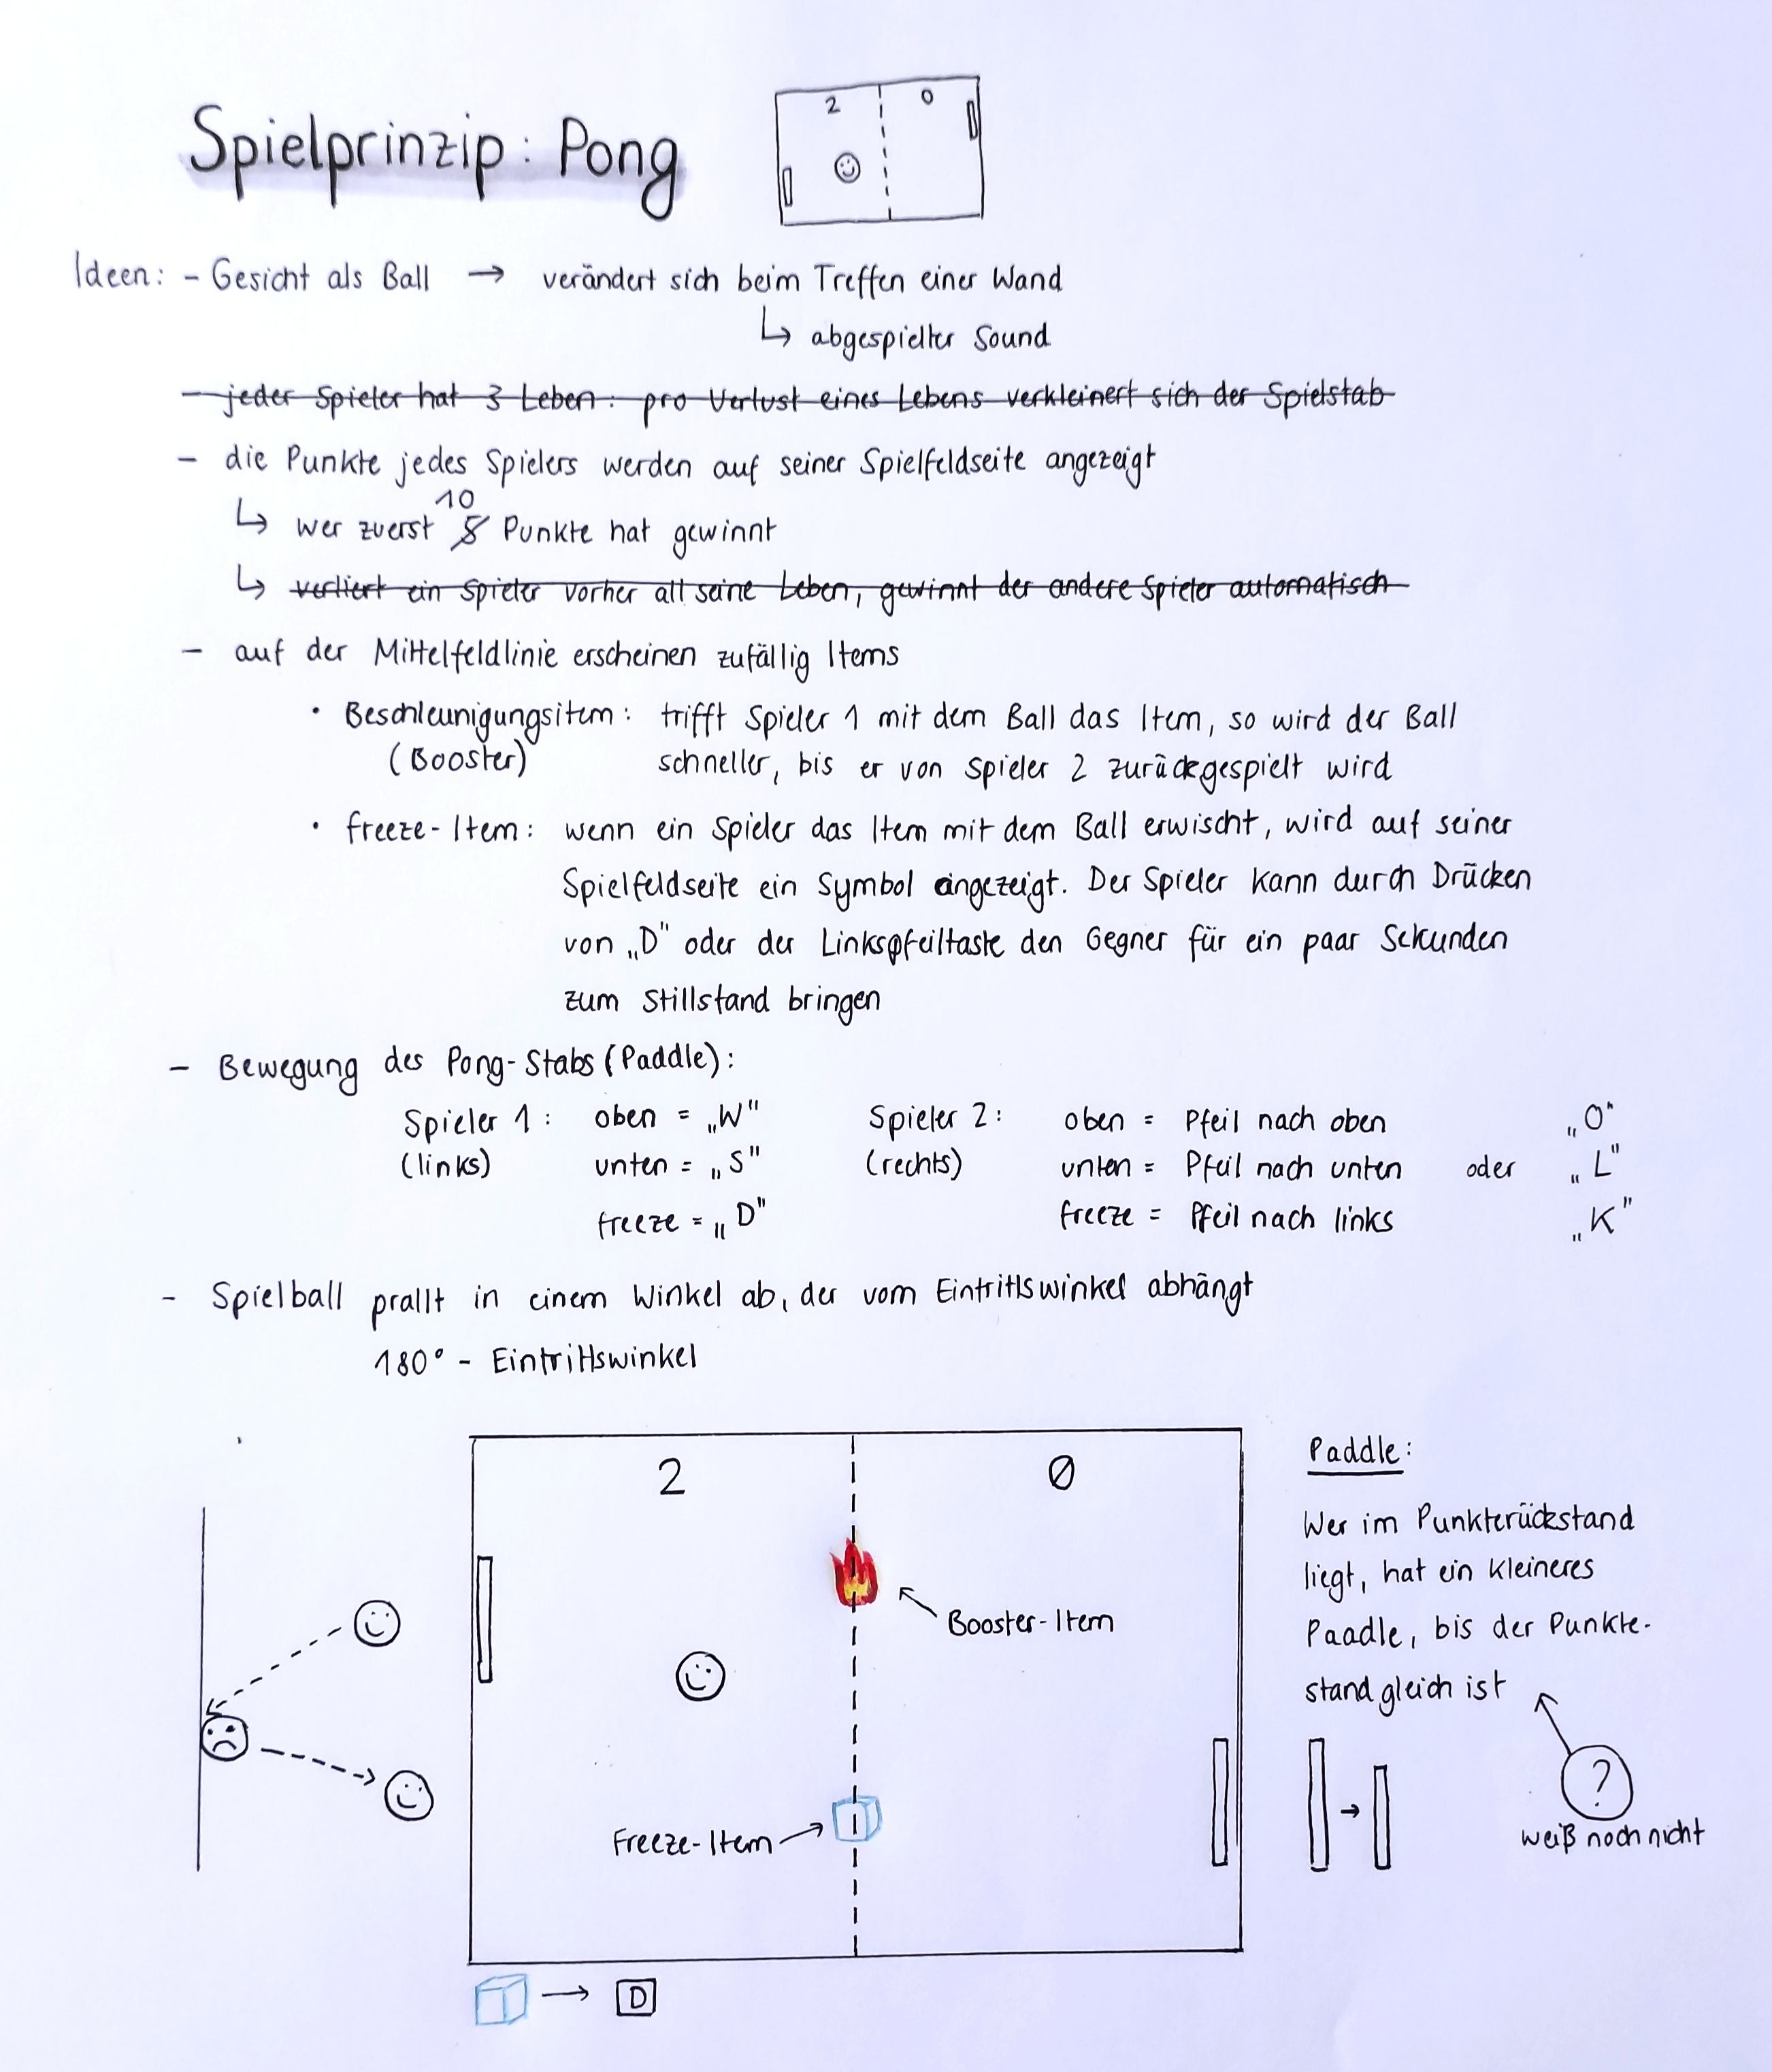 Spielprinzip: Pong
2 0
Ideen: - Gesicht als Ball → verändert sich beim Treffen einer Wand
↳ abgespielter Sound
- jeder Spieler hat 3 Leben: pro Verlust eines Lebens verkleinert sich der Spielstab
- die Punkte jedes Spielers werden auf seiner Spielfeldseite angezeigt
10
↳ wer zuerst 5 Punkte hat gewinnt
↳ verliert ein Spieler vorher all seine Leben, gewinnt der andere Spieler automatisch
- auf der Mittelfeldlinie erscheinen zufällig Items
• Beschleunigungsitem: trifft Spieler 1 mit dem Ball das Item, so wird der Ball
(Booster) schneller, bis er von Spieler 2 zurückgespielt wird
• freeze-Item: wenn ein Spieler das Item mit dem Ball erwischt, wird auf seiner
Spielfeldseite ein Symbol angezeigt. Der Spieler kann durch Drücken
von „D" oder der Linkspfeiltaste den Gegner für ein paar Sekunden
zum Stillstand bringen
- Bewegung des Pong-Stabs (Paddle):
Spieler 1: oben = „W" Spieler 2: oben = Pfeil nach oben „O"
(links) unten = „S" (rechts) unten = Pfeil nach unten oder „L"
freeze = „D" freeze = Pfeil nach links „K"
- Spielball prallt in einem Winkel ab, der vom Eintrittswinkel abhängt
180° - Eintrittswinkel
2 0
Booster-Item
Freeze-Item
D
Paddle:
Wer im Punkterückstand
liegt, hat ein kleineres
Paadle, bis der Punkte-
stand gleich ist
?
weiß noch nicht